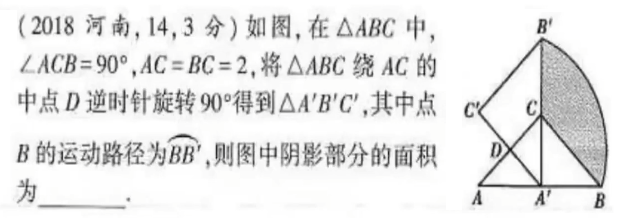 (2018 河南,14,3 分)如图,在△ABC 中,
∠ACB=90°,AC=BC=2,将△ABC 绕 AC 的
中点 D 逆时针旋转 90°得到△A'B'C',其中点
B 的运动路径为BB',则图中阴影部分的面积
为______.
B'
C'
C
D
A
A'
B